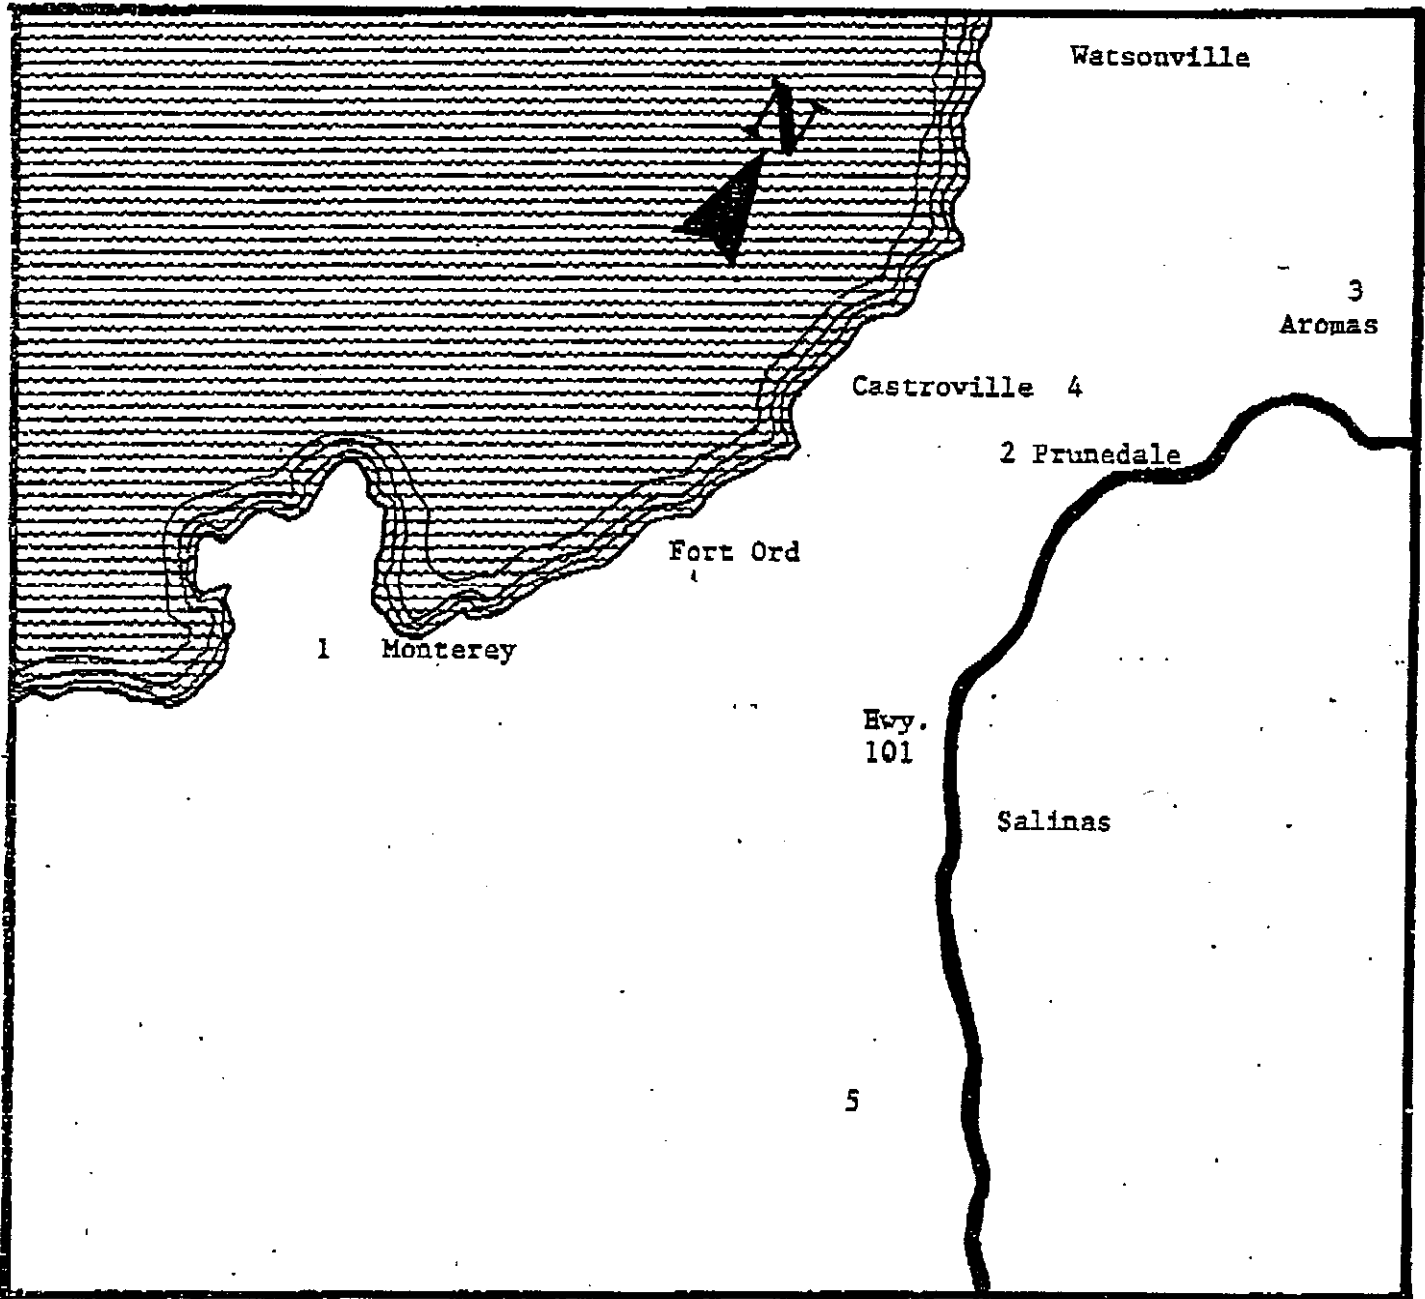 Watsonville
N
3
Aromas
Castroville 4
2 Prunedale
Fort Ord
1 Monterey
Hwy.
101
Salinas
5